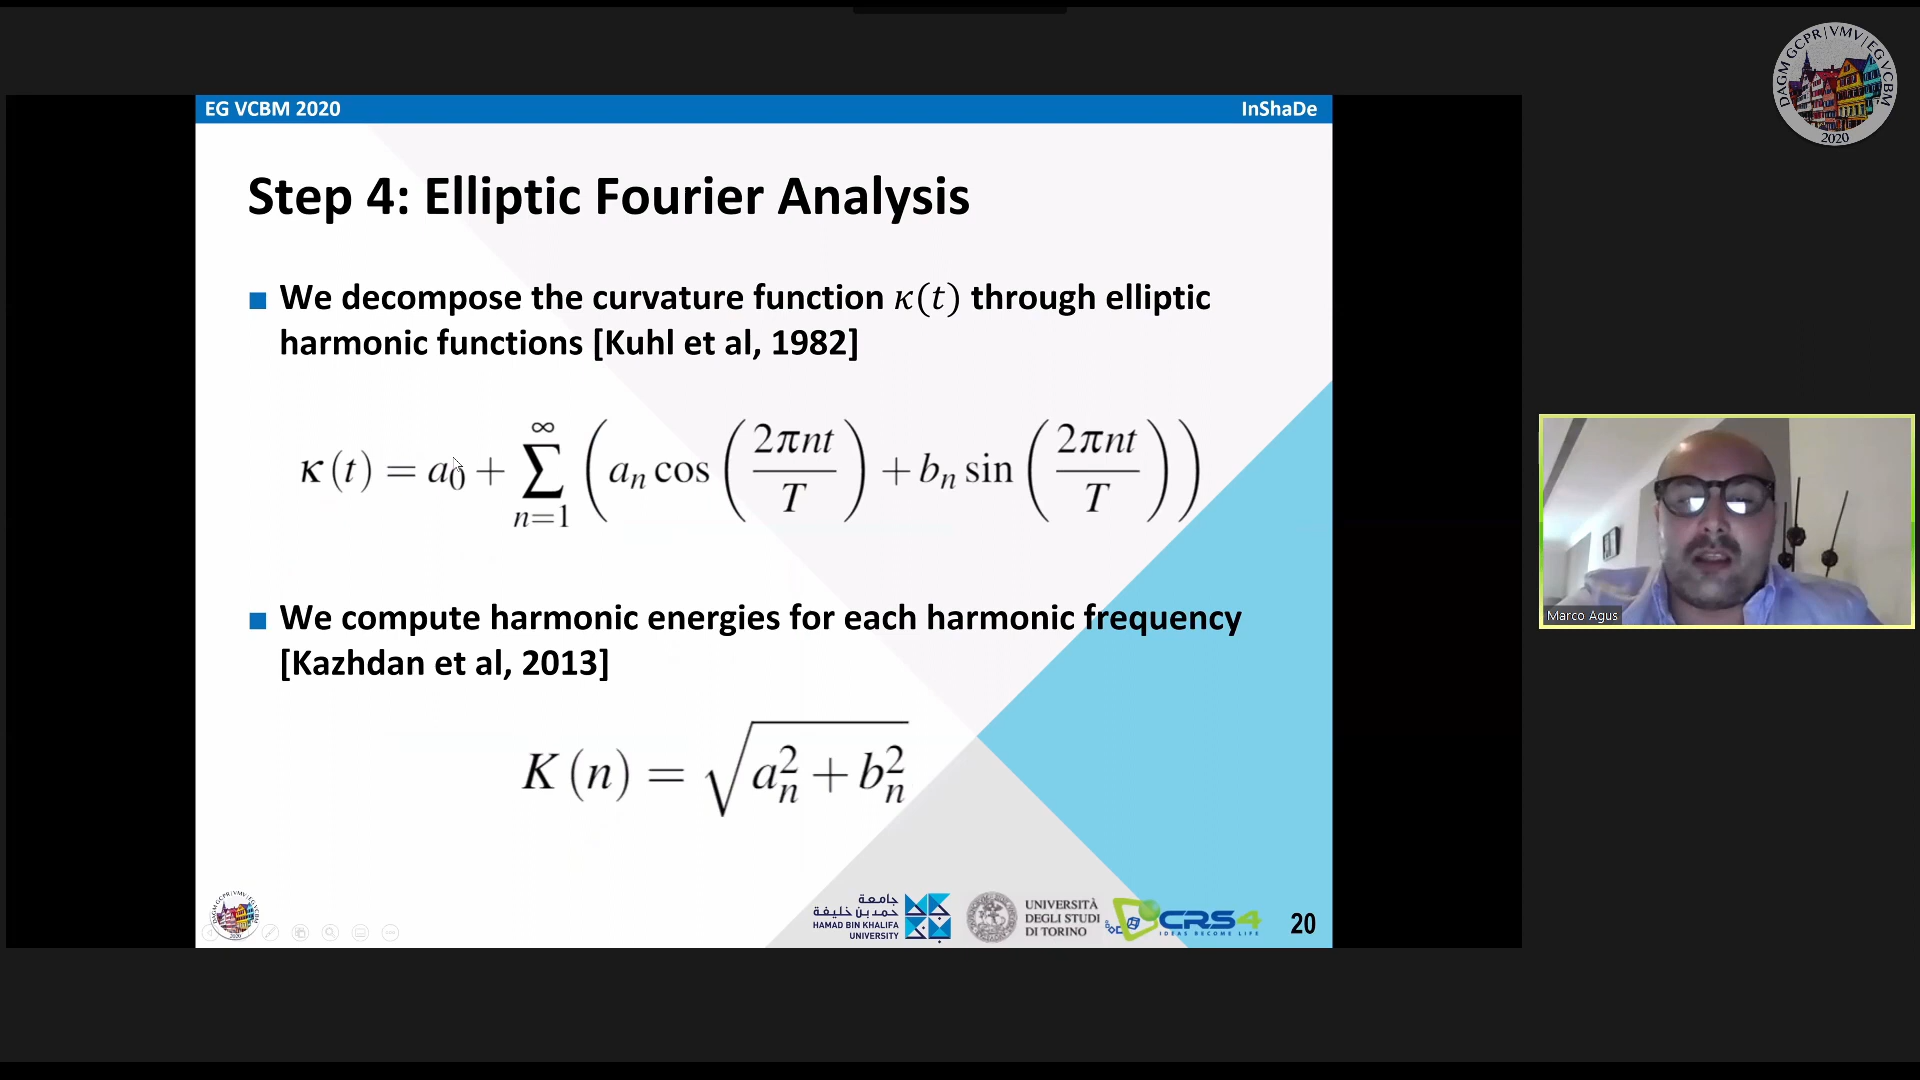 EG VCBM 2020
InShaDe
Step 4: Elliptic Fourier Analysis
■ We decompose the curvature function κ(t) through elliptic
harmonic functions [Kuhl et al, 1982]
κ(t) = a₀ + ∑_{n=1}^{∞} ( aₙ cos ( 2πnt / T ) + bₙ sin ( 2πnt / T ) )
■ We compute harmonic energies for each harmonic frequency
[Kazhdan et al, 2013]
K(n) = √(aₙ² + bₙ²)
جامعة
حمد بن خليفة
HAMAD BIN KHALIFA
UNIVERSITY
UNIVERSITÀ
DEGLI STUDI
DI TORINO
CRS4
IDEAS BECOME LIFE
20
Marco Agus
DAGM GCPR | VMV | EG VCBM
2020